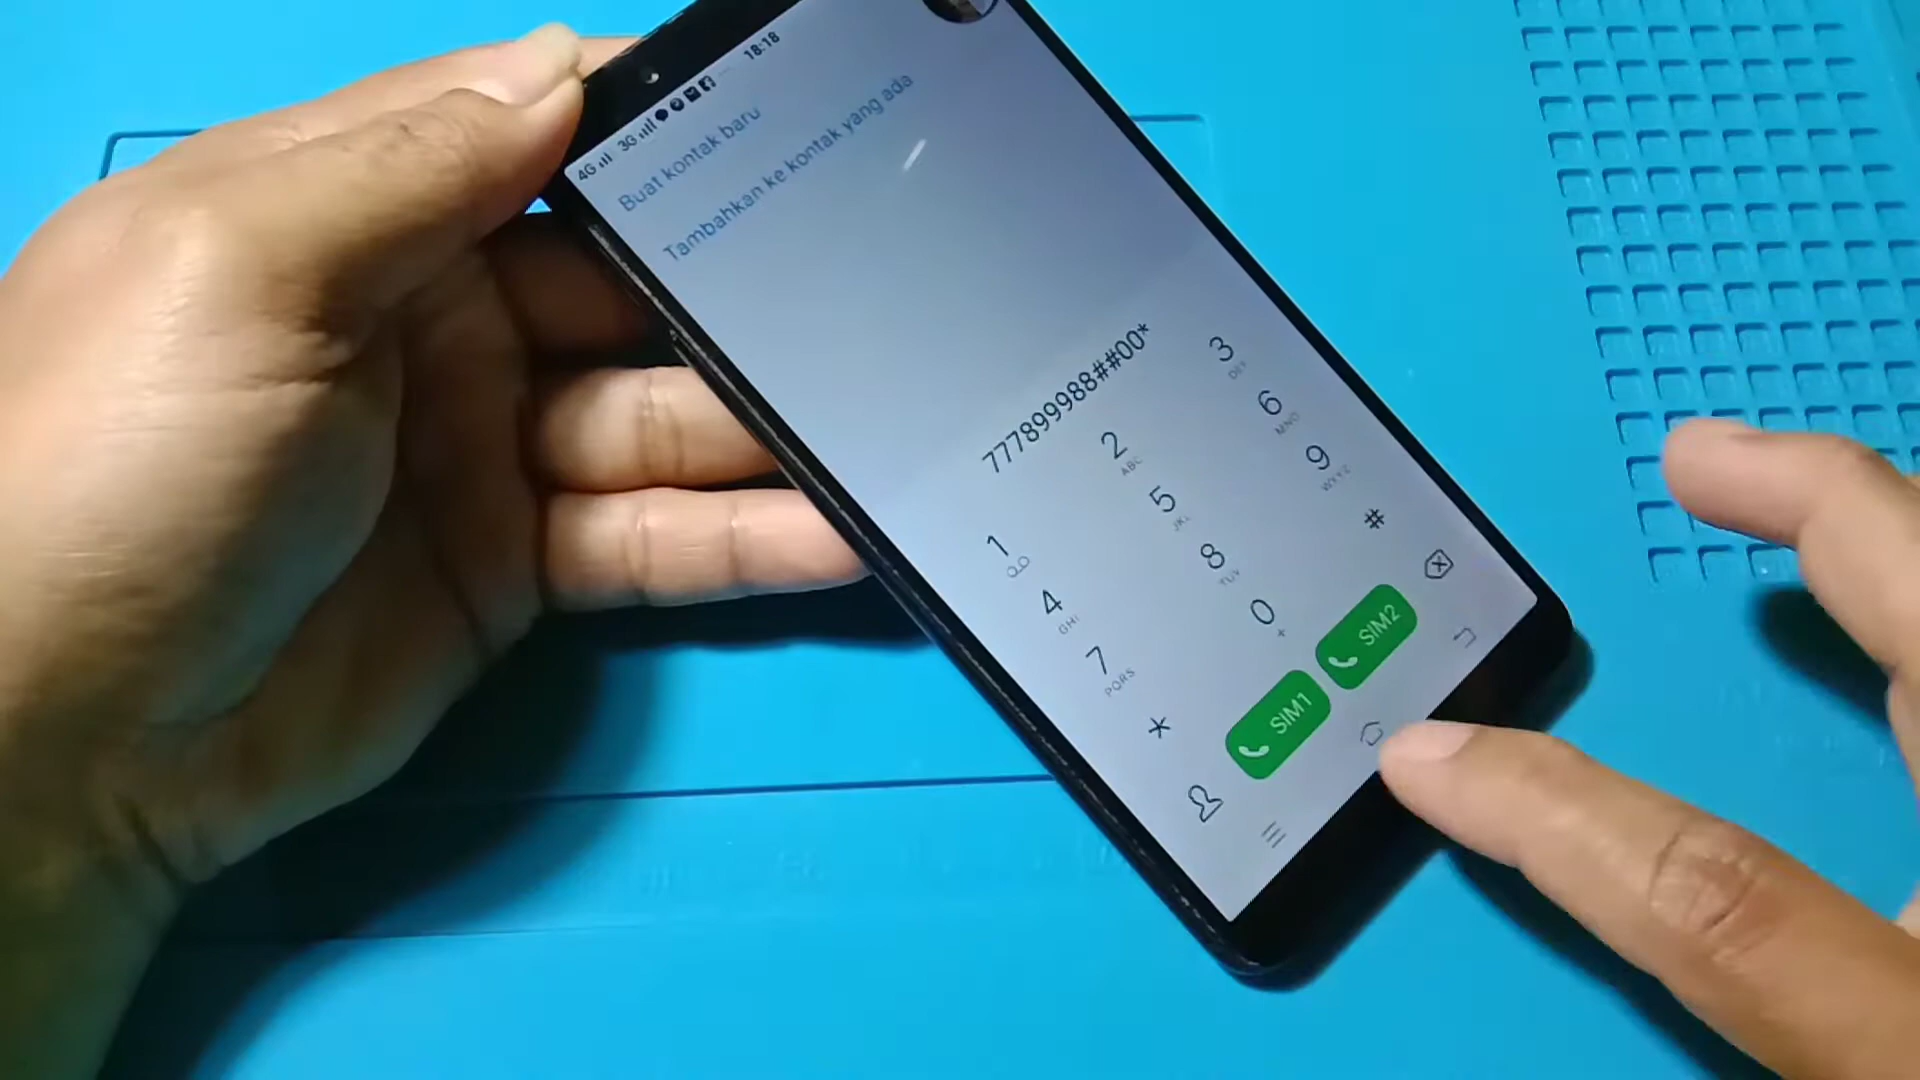 4G 3G 18:18
Buat kontak baru
Tambahkan ke kontak yang ada
777899988##00*
1 2 ABC 3 DEF
4 GHI 5 JKL 6 MNO
7 PQRS 8 TUV 9 WXYZ
* 0 + #
SIM1 SIM2